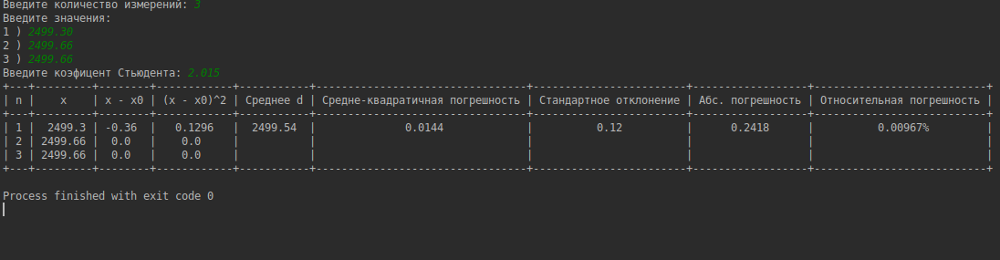 Введите количество измерений: 3
Введите значения:
1 ) 2499.30
2 ) 2499.66
3 ) 2499.66
Введите коэфицент Стьюдента: 2.015
+---+---------+--------+------------+-----------+---------------------------------+------------------------+------------------+---------------------------+
| n |    x    | x - x0 | (x - x0)^2 | Среднее d | Средне-квадратичная погрешность | Стандартное отклонение | Абс. погрешность | Относительная погрешность |
+---+---------+--------+------------+-----------+---------------------------------+------------------------+------------------+---------------------------+
| 1 |  2499.3 | -0.36  |   0.1296   |  2499.54  |              0.0144             |          0.12          |      0.2418      |          0.00967%         |
| 2 | 2499.66 |  0.0   |    0.0     |           |                                 |                        |                  |                           |
| 3 | 2499.66 |  0.0   |    0.0     |           |                                 |                        |                  |                           |
+---+---------+--------+------------+-----------+---------------------------------+------------------------+------------------+---------------------------+
Process finished with exit code 0